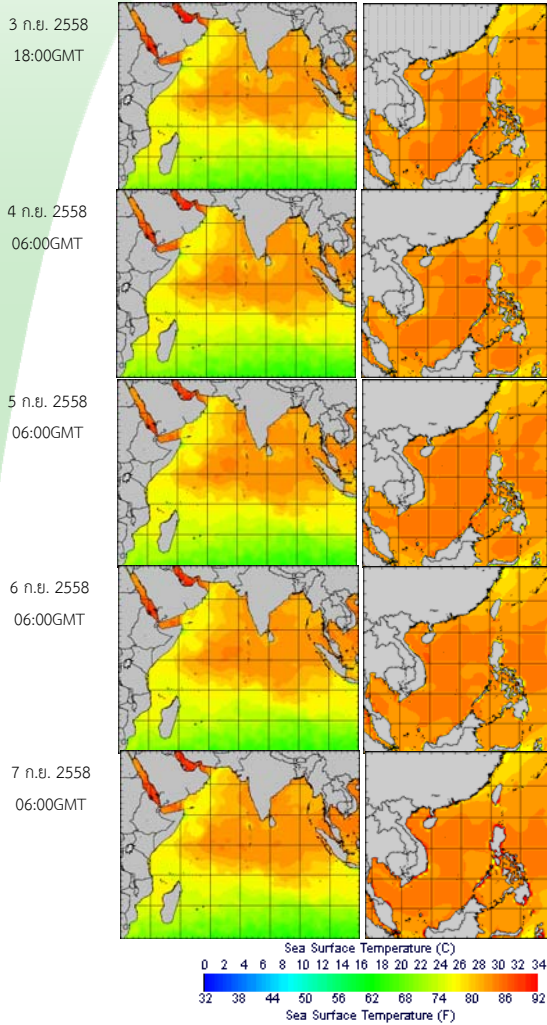 3 ก.ย. 2558
18:00GMT
4 ก.ย. 2558
06:00GMT
5 ก.ย. 2558
06:00GMT
6 ก.ย. 2558
06:00GMT
7 ก.ย. 2558
06:00GMT
Sea Surface Temperature (C)
0 2 4 6 8 10 12 14 16 18 20 22 24 26 28 30 32 34
32 38 44 50 56 62 68 74 80 86 92
Sea Surface Temperature (F)